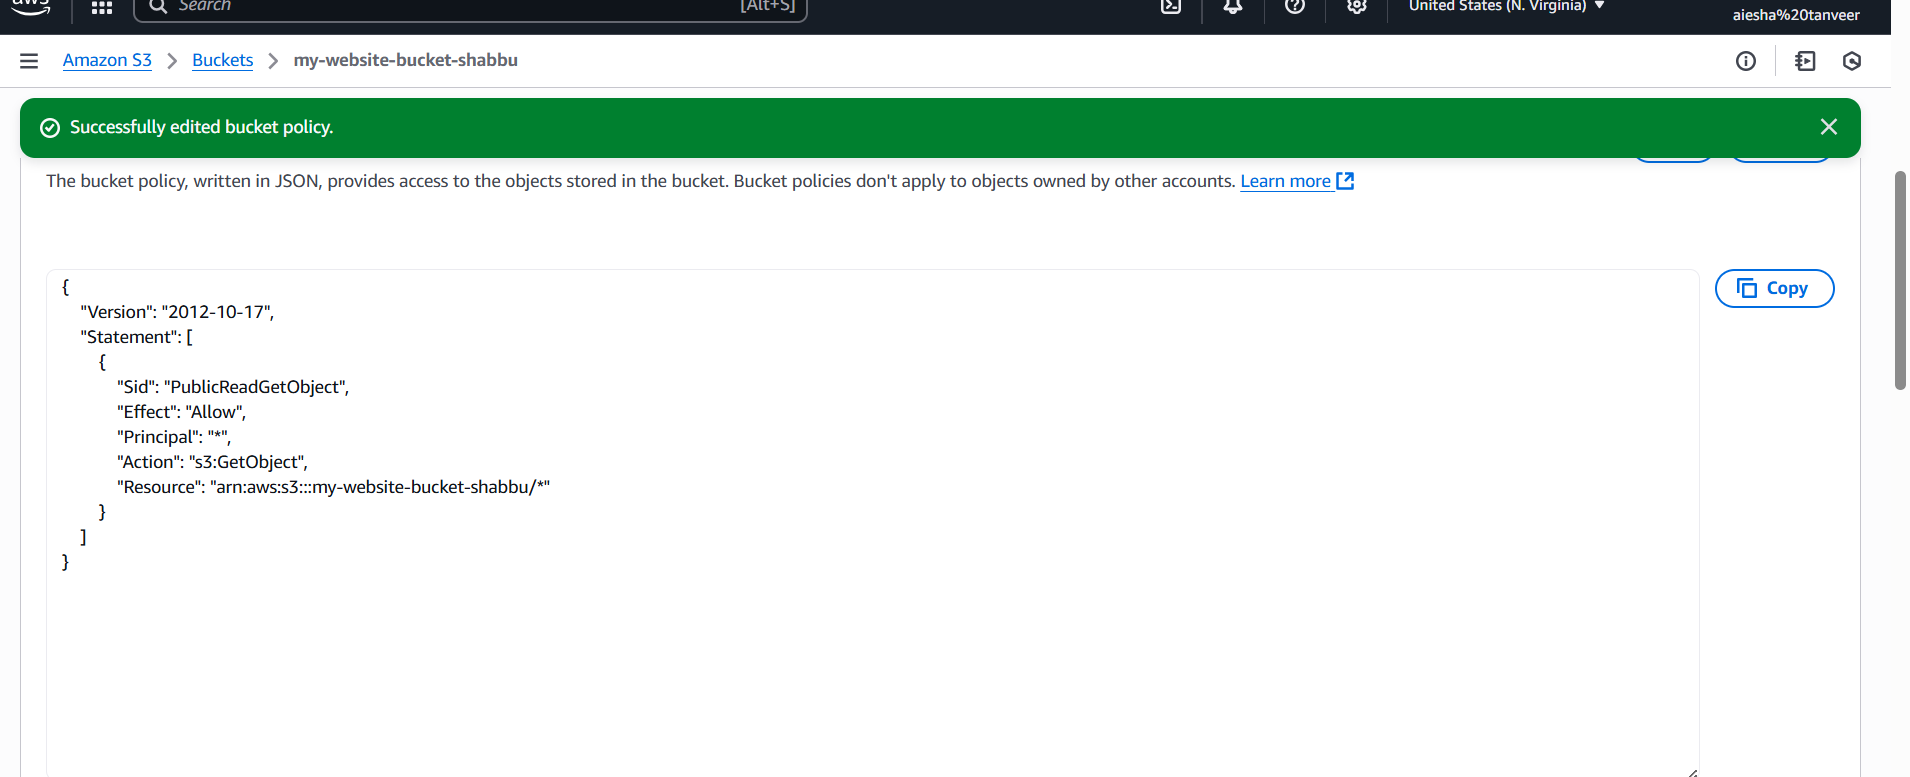 aws
Search
[Alt+S]
United States (N. Virginia)
aiesha%20tanveer
Amazon S3
Buckets
my-website-bucket-shabbu
Successfully edited bucket policy.
The bucket policy, written in JSON, provides access to the objects stored in the bucket. Bucket policies don't apply to objects owned by other accounts. Learn more
Copy
{
"Version": "2012-10-17",
"Statement": [
{
"Sid": "PublicReadGetObject",
"Effect": "Allow",
"Principal": "*",
"Action": "s3:GetObject",
"Resource": "arn:aws:s3:::my-website-bucket-shabbu/*"
}
]
}